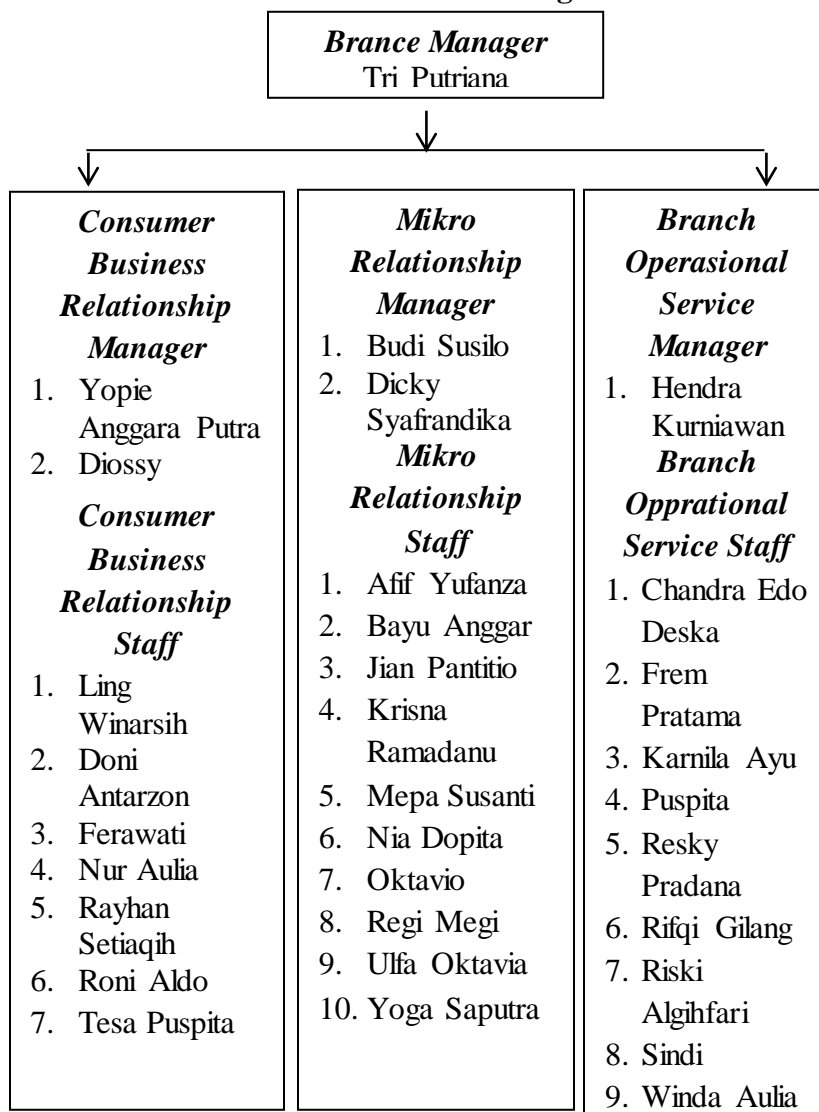 Brance Manager
Tri Putriana
Consumer
Business
Relationship
Manager
1. Yopie
Anggara Putra
2. Diossy
Consumer
Business
Relationship
Staff
1. Ling
Winarsih
2. Doni
Antarzon
3. Ferawati
4. Nur Aulia
5. Rayhan
Setiaqih
6. Roni Aldo
7. Tesa Puspita
Mikro
Relationship
Manager
1. Budi Susilo
2. Dicky
Syafrandika
Mikro
Relationship
Staff
1. Afif Yufanza
2. Bayu Anggar
3. Jian Pantitio
4. Krisna
Ramadanu
5. Mepa Susanti
6. Nia Dopita
7. Oktavio
8. Regi Megi
9. Ulfa Oktavia
10. Yoga Saputra
Branch
Operasional
Service
Manager
1. Hendra
Kurniawan
Branch
Opprational
Service Staff
1. Chandra Edo
Deska
2. Frem
Pratama
3. Karnila Ayu
4. Puspita
5. Resky
Pradana
6. Rifqi Gilang
7. Riski
Algihfari
8. Sindi
9. Winda Aulia